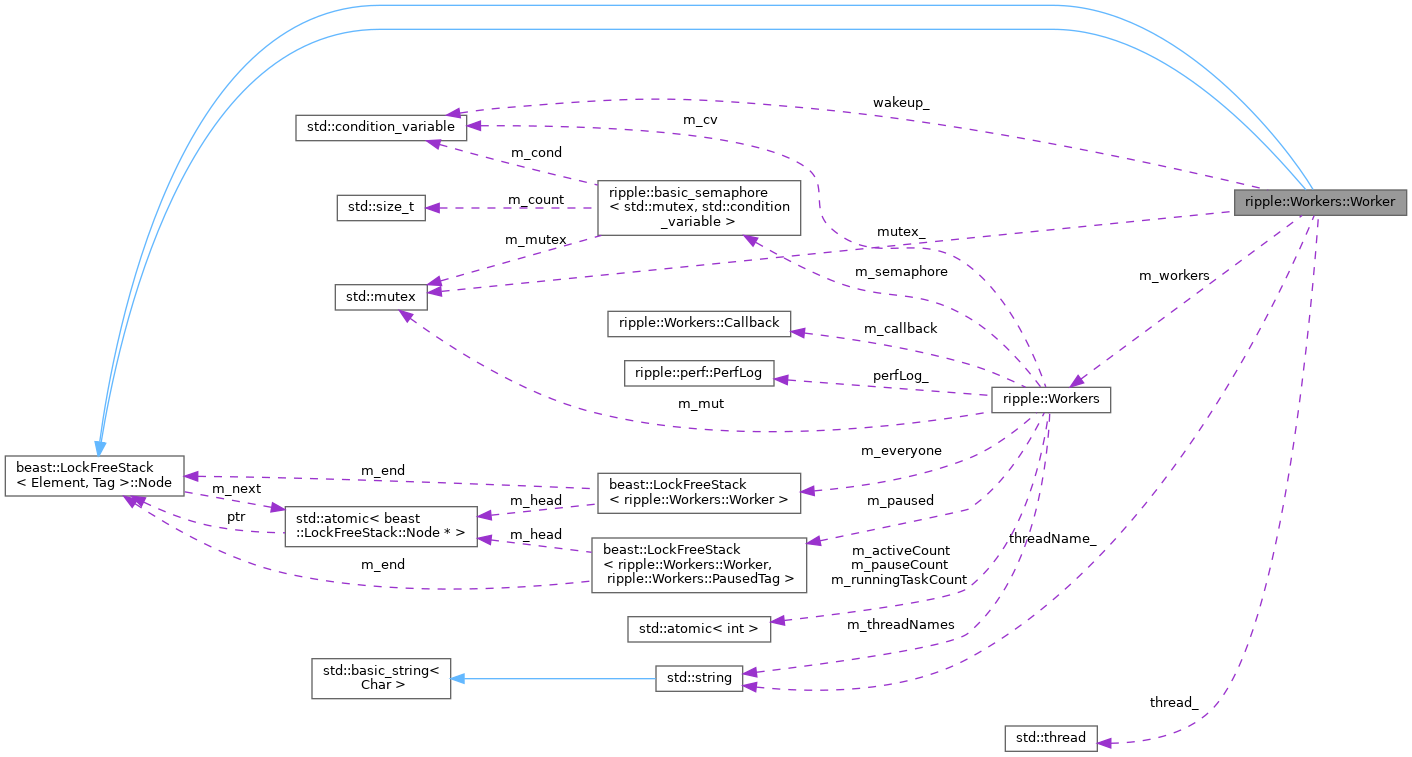 wakeup_
m_cv
std::condition_variable
m_cond
ripple::basic_semaphore
< std::mutex, std::condition
_variable >
ripple::Workers::Worker
std::size_t
m_count
mutex_
m_mutex
m_semaphore
m_workers
std::mutex
ripple::Workers::Callback
m_callback
ripple::perf::PerfLog
perfLog_
ripple::Workers
m_mut
m_everyone
beast::LockFreeStack
< Element, Tag >::Node
m_end
m_next
beast::LockFreeStack
< ripple::Workers::Worker >
m_head
m_paused
ptr
std::atomic< beast
::LockFreeStack::Node * >
m_head
threadName_
beast::LockFreeStack
< ripple::Workers::Worker,
ripple::Workers::PausedTag >
m_end
m_activeCount
m_pauseCount
m_runningTaskCount
std::atomic< int >
m_threadNames
std::basic_string<
Char >
std::string
thread_
std::thread